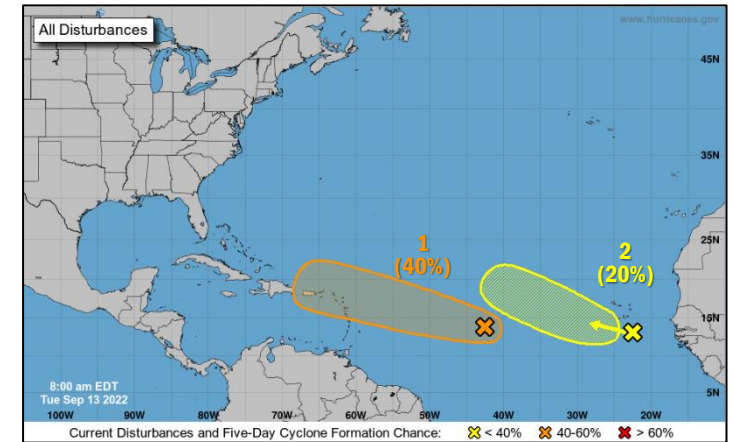 www.hurricanes.gov
All Disturbances
45N
35N
1
(40%)
25N
2
(20%)
15N
5N
8:00 am EDT
Tue Sep 13 2022
100W 90W 80W 70W 60W 50W 40W 30W 20W
Current Disturbances and Five-Day Cyclone Formation Chance: < 40% 40-60% > 60%